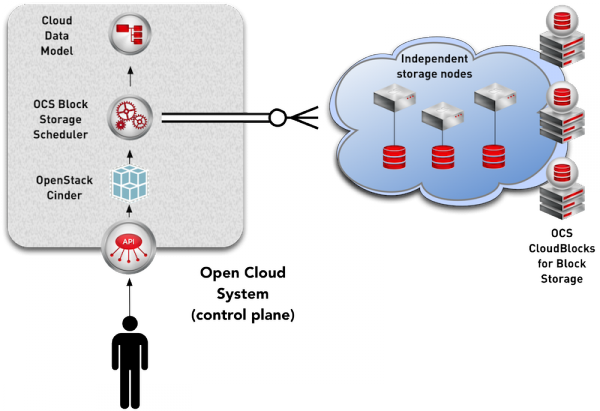 Cloud
Data
Model
OCS Block
Storage
Scheduler
OpenStack
Cinder
API
Open Cloud
System
(control plane)
Independent
storage nodes
OCS
CloudBlocks
for Block
Storage